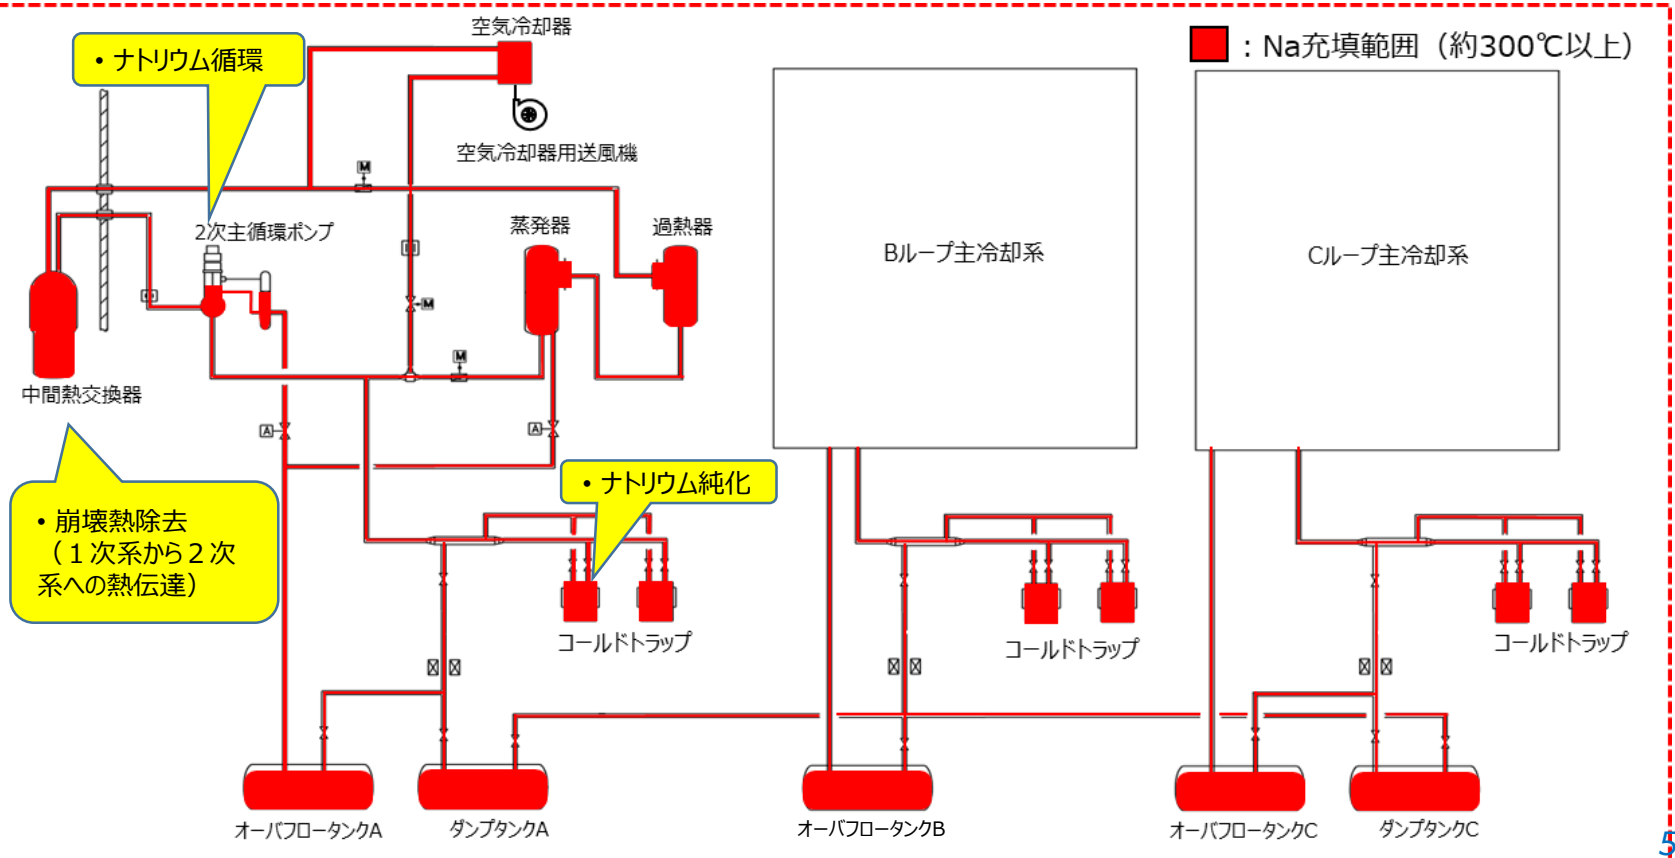 空気冷却器
・ナトリウム循環
：Na充填範囲（約300℃以上）
空気冷却器用送風機
M
2次主循環ポンプ
蒸発器
過熱器
Bループ主冷却系
Cループ主冷却系
M
M
中間熱交換器
A
A
・ナトリウム純化
・崩壊熱除去
（１次系から２次
系への熱伝達）
コールドトラップ
コールドトラップ
コールドトラップ
オーバフロータンクA
ダンプタンクA
オーバフロータンクB
オーバフロータンクC
ダンプタンクC
5